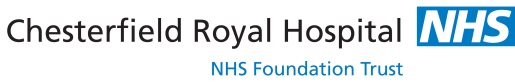 Chesterfield Royal Hospital NHS
NHS Foundation Trust